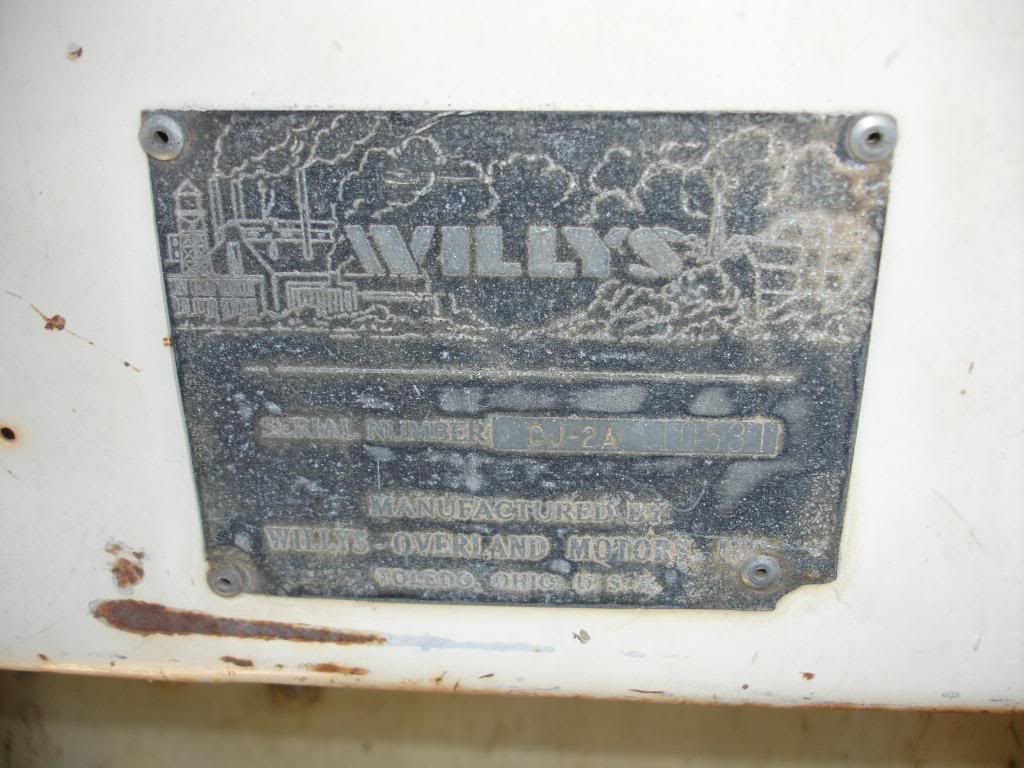 WILLYS
SERIAL NUMBER CJ-2A
MANUFACTURED BY
WILLYS-OVERLAND MOTORS, INC.
TOLEDO, OHIO, U.S.A.